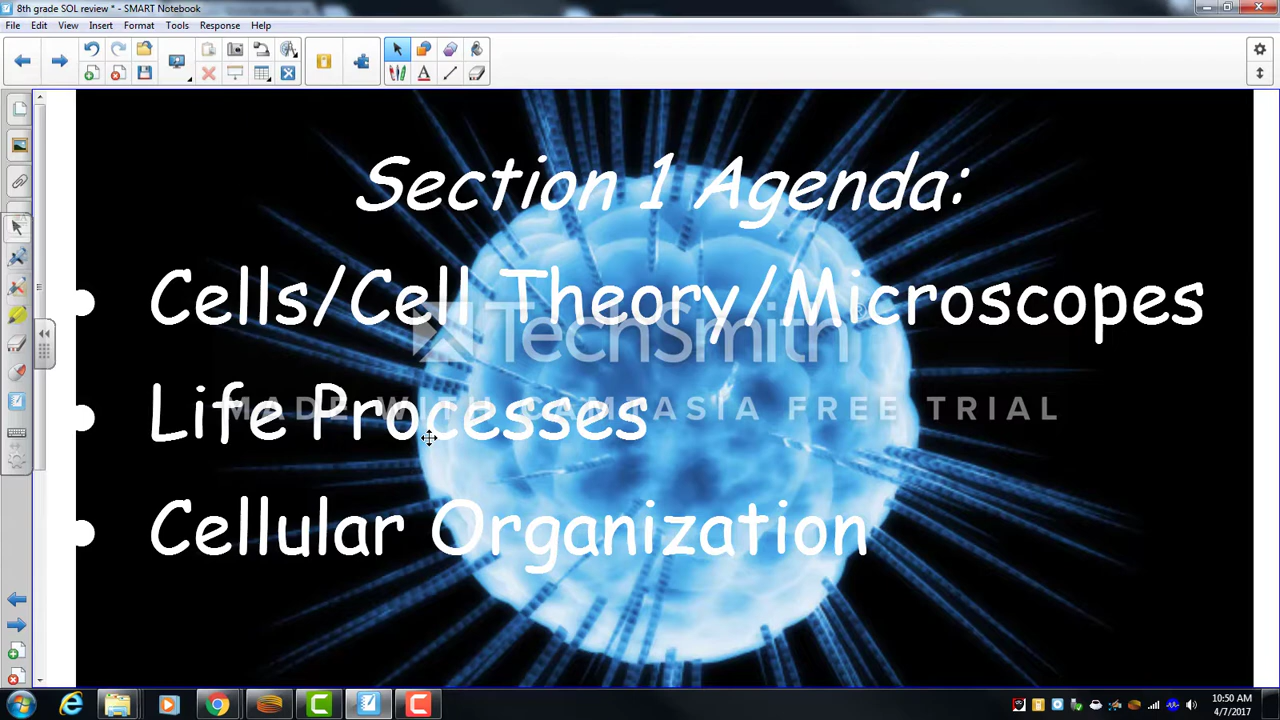 8th grade SOL review * - SMART Notebook
File Edit View Insert Format Tools Response Help
Section 1 Agenda:
• Cells/Cell Theory/Microscopes
TechSmith®
• Life Processes
MADE WITH CAMTASIA FREE TRIAL
• Cellular Organization
10:50 AM
4/7/2017